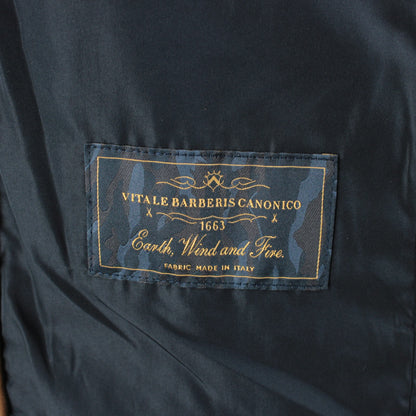 VITALE BARBERIS CANONICO
1663
Earth, Wind and Fire.
FABRIC MADE IN ITALY